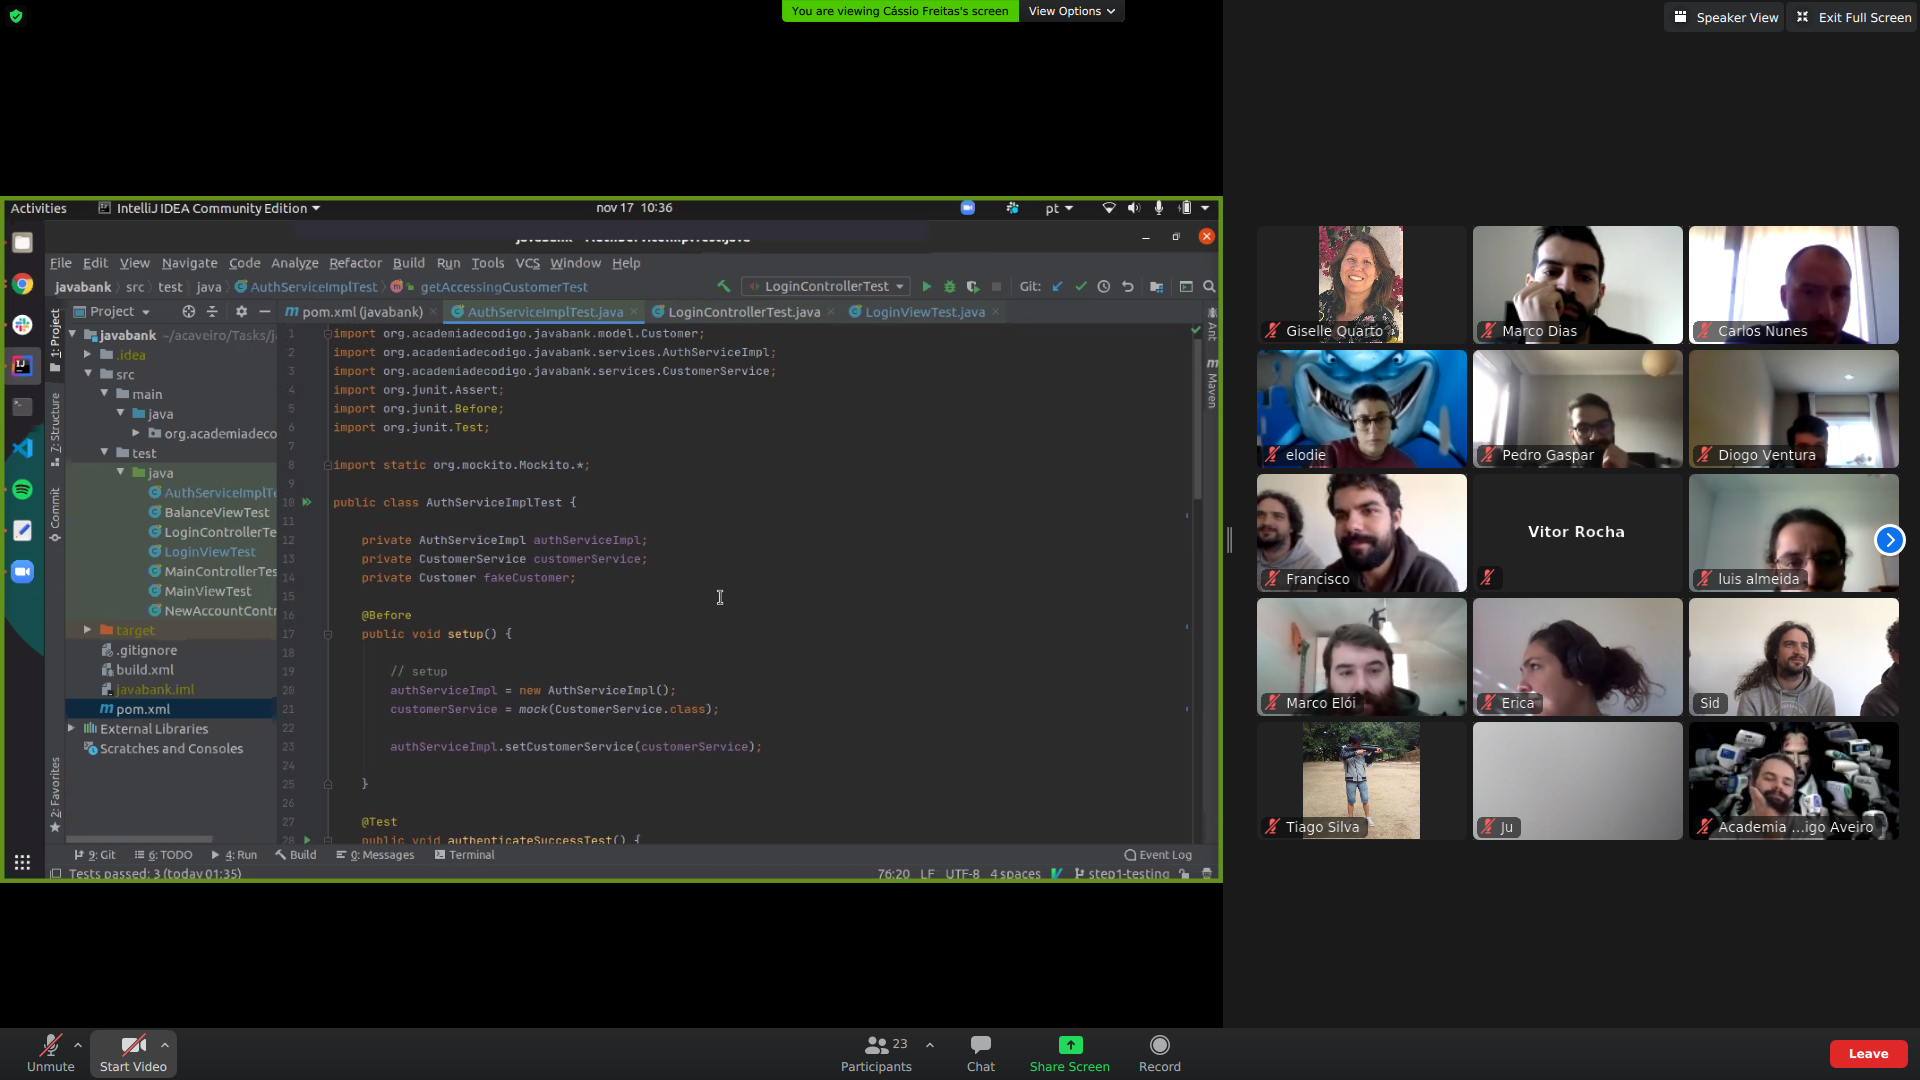 You are viewing Cássio Freitas's screen
View Options
Speaker View
Exit Full Screen
Activities
IntelliJ IDEA Community Edition
nov 17 10:36
pt
File Edit View Navigate Code Analyze Refactor Build Run Tools VCS Window Help
javabank src test java AuthServiceImplTest getAccessingCustomerTest
LoginControllerTest
Git:
Project
pom.xml (javabank)
AuthServiceImplTest.java
LoginControllerTest.java
LoginViewTest.java
1: Project
7: Structure
Commit
2: Favorites
Ant
Maven
javabank ~/acaveiro/Tasks/j
.idea
src
main
java
org.academiadeco
test
java
AuthServiceImplTe
BalanceViewTest
LoginControllerTe
LoginViewTest
MainControllerTes
MainViewTest
NewAccountContr
target
.gitignore
build.xml
javabank.iml
pom.xml
External Libraries
Scratches and Consoles
1 import org.academiadecodigo.javabank.model.Customer;
2 import org.academiadecodigo.javabank.services.AuthServiceImpl;
3 import org.academiadecodigo.javabank.services.CustomerService;
4 import org.junit.Assert;
5 import org.junit.Before;
6 import org.junit.Test;
7
8 import static org.mockito.Mockito.*;
9
10 public class AuthServiceImplTest {
11
12 private AuthServiceImpl authServiceImpl;
13 private CustomerService customerService;
14 private Customer fakeCustomer;
15
16 @Before
17 public void setup() {
18
19 // setup
20 authServiceImpl = new AuthServiceImpl();
21 customerService = mock(CustomerService.class);
22
23 authServiceImpl.setCustomerService(customerService);
24
25 }
26
27 @Test
28 public void authenticateSuccessTest() {
9: Git
6: TODO
4: Run
Build
0: Messages
Terminal
Event Log
Tests passed: 3 (today 01:35)
76:20 LF UTF-8 4 spaces step1-testing
Giselle Quarto
Marco Dias
Carlos Nunes
elodie
Pedro Gaspar
Diogo Ventura
Francisco
Vitor Rocha
luis almeida
Marco Elói
Erica
Sid
Tiago Silva
Ju
Academia ...igo Aveiro
Unmute
Start Video
23
Participants
Chat
Share Screen
Record
Leave